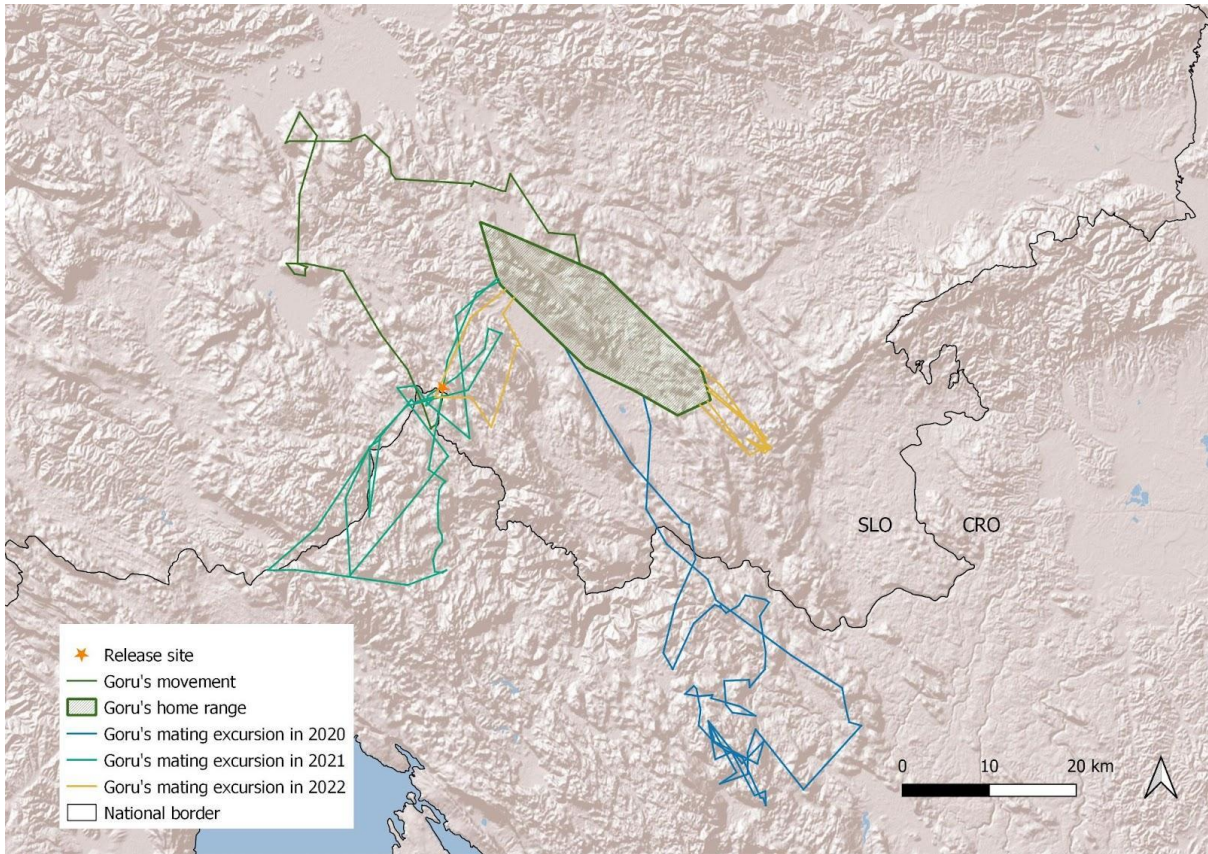 SLO
CRO
Release site
Goru's movement
Goru's home range
Goru's mating excursion in 2020
Goru's mating excursion in 2021
Goru's mating excursion in 2022
National border
0 10 20 km